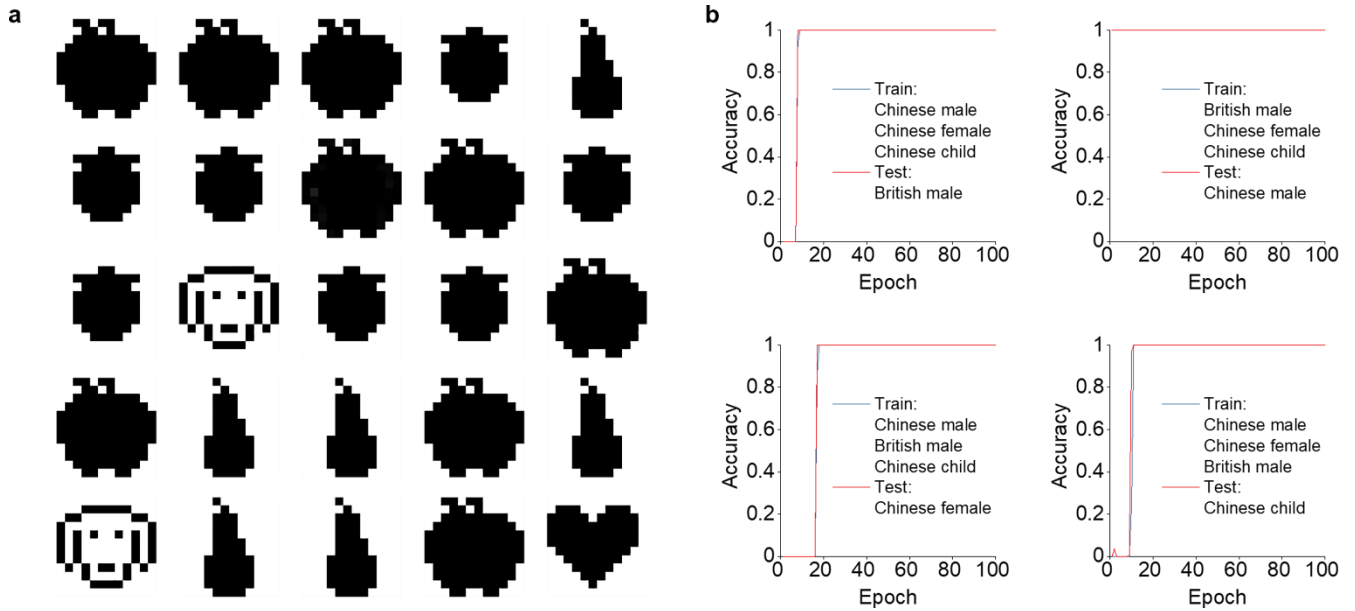 a
b
1
0.8
0.6
0.4
0.2
0
Accuracy
Train:
Chinese male
Chinese female
Chinese child
Test:
British male
0 20 40 60 80 100
Epoch
1
0.8
0.6
0.4
0.2
0
Accuracy
Train:
British male
Chinese female
Chinese child
Test:
Chinese male
0 20 40 60 80 100
Epoch
1
0.8
0.6
0.4
0.2
0
Accuracy
Train:
Chinese male
British male
Chinese child
Test:
Chinese female
0 20 40 60 80 100
Epoch
1
0.8
0.6
0.4
0.2
0
Accuracy
Train:
Chinese male
Chinese female
British male
Test:
Chinese child
0 20 40 60 80 100
Epoch